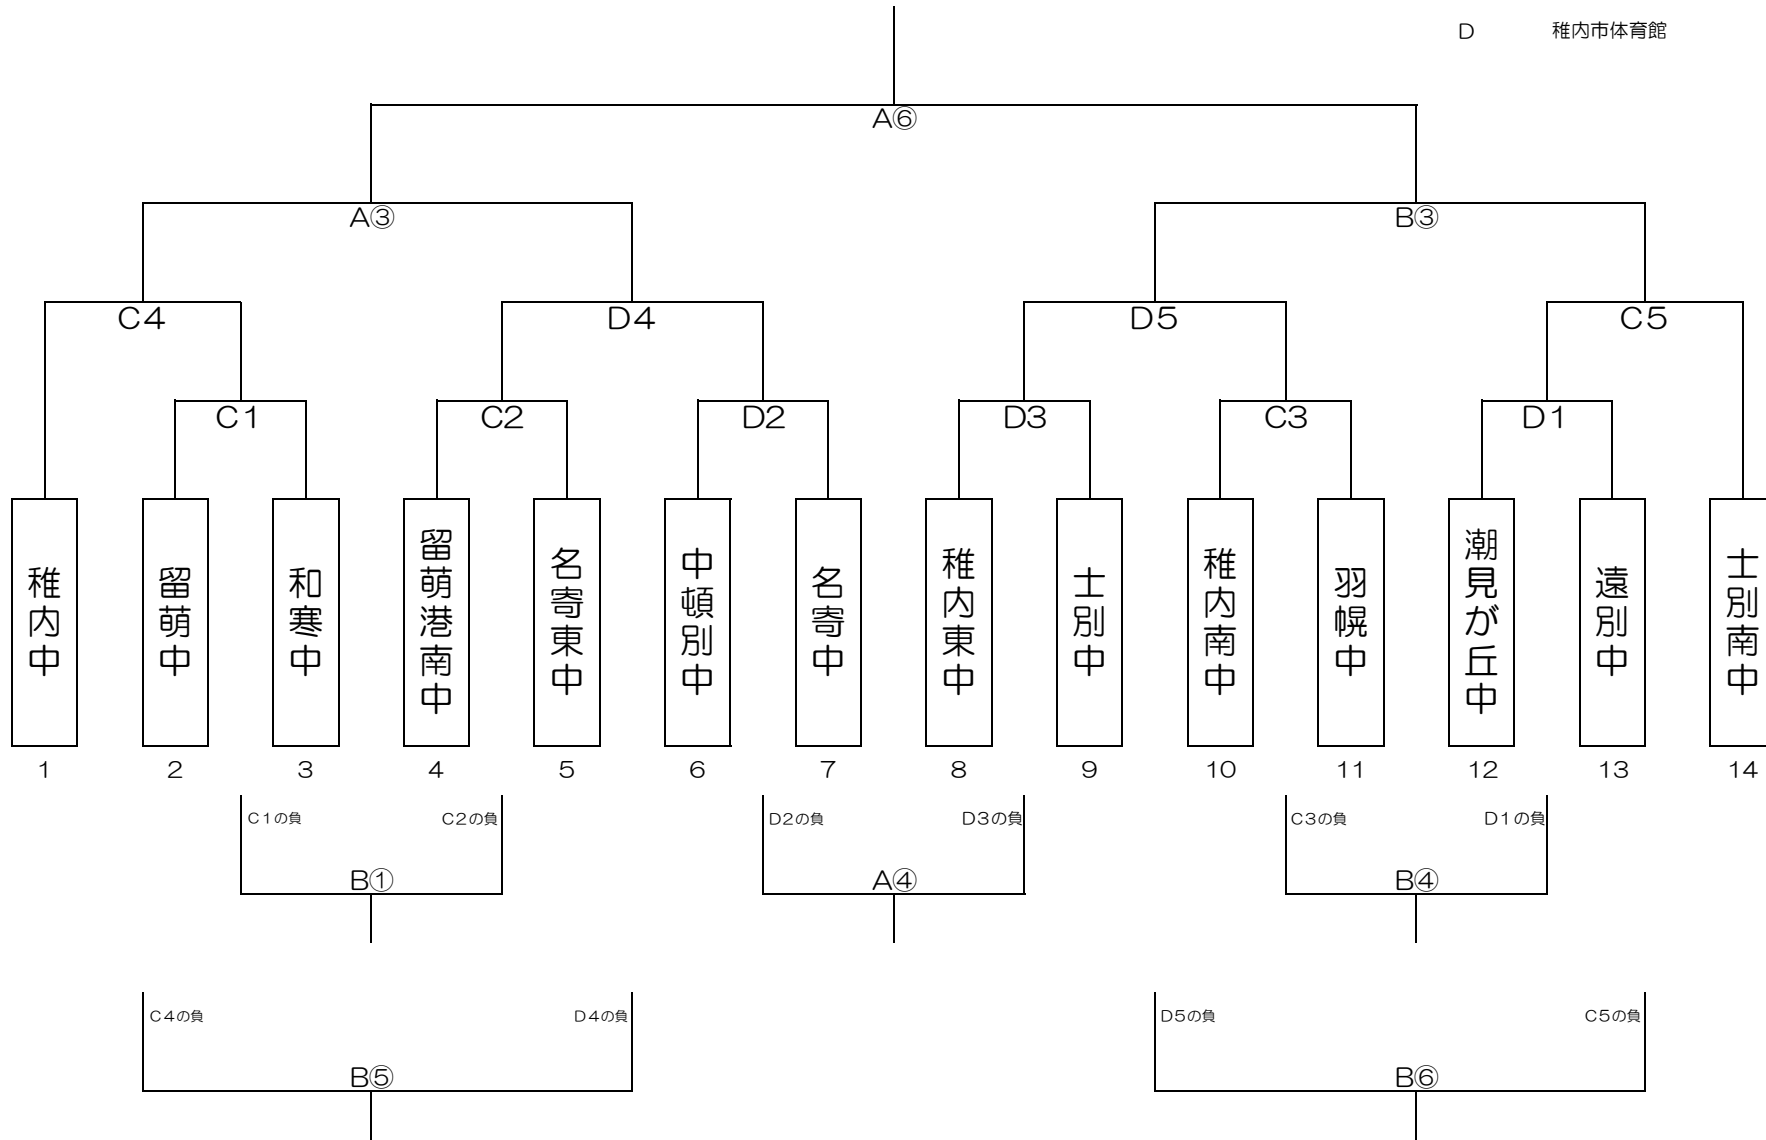 D 稚内市体育館
A⑥
A③ B③
C4 D4 D5 C5
C1 C2 D2 D3 C3 D1
稚内中
留萌中
和寒中
留萌港南中
名寄東中
中頓別中
名寄中
稚内東中
士別中
稚内南中
羽幌中
潮見が丘中
遠別中
士別南中
1 2 3 4 5 6 7 8 9 10 11 12 13 14
C1の負 C2の負 D2の負 D3の負 C3の負 D1の負
B① A④ B④
C4の負 D4の負 D5の負 C5の負
B⑤ B⑥